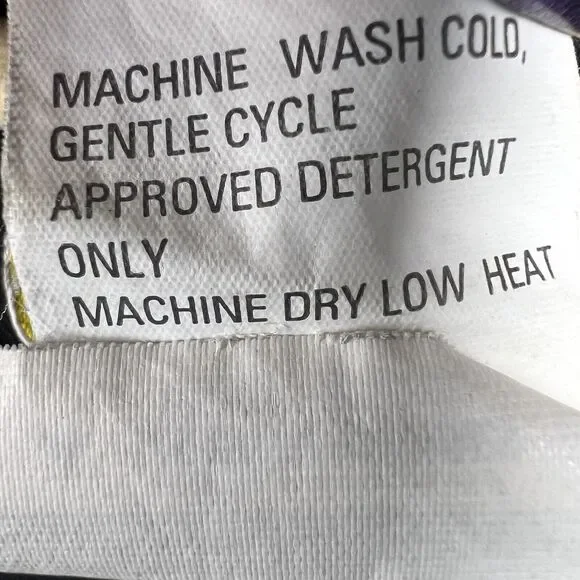 MACHINE WASH COLD,
GENTLE CYCLE
APPROVED DETERGENT
ONLY
MACHINE DRY LOW HEAT